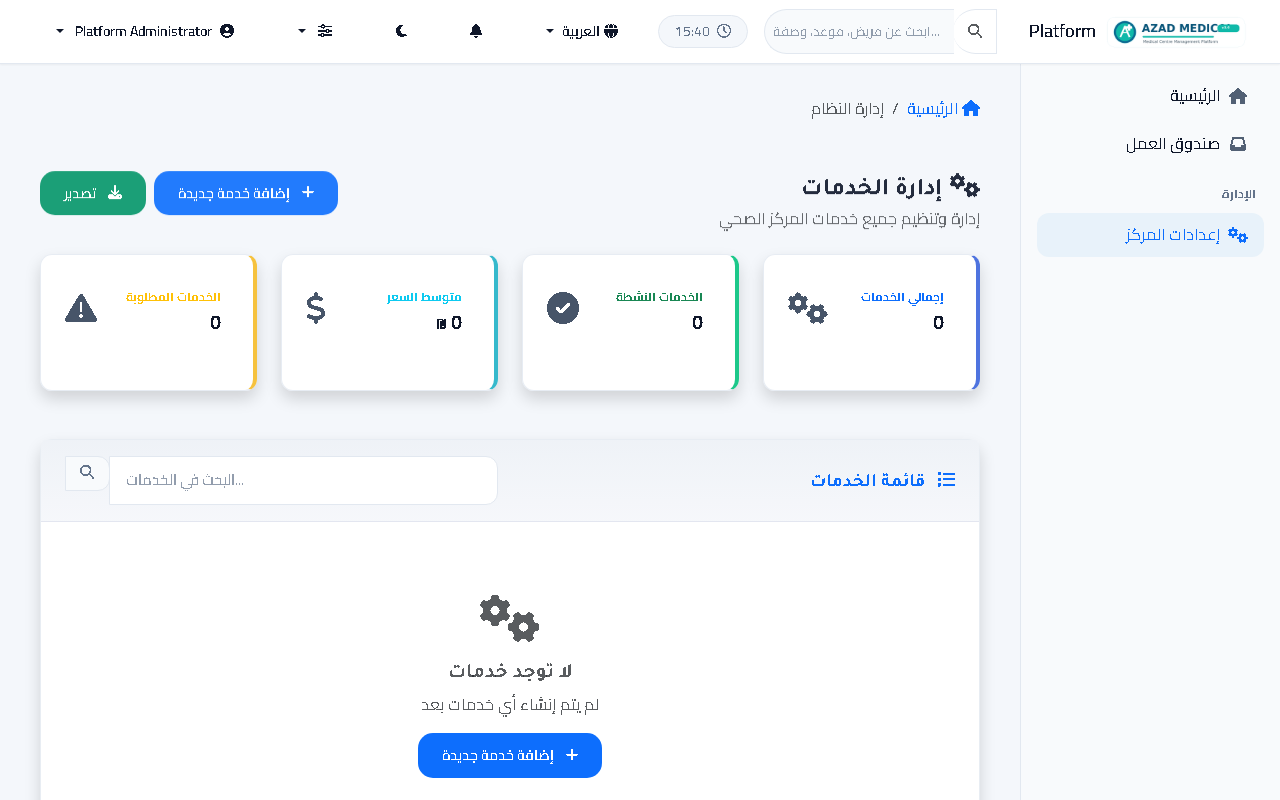 AZAD MEDIC
Medical Centre Management Platform
Platform
ابحث عن مريض، موعد، وصفة...
15:40
العربية
Platform Administrator
الرئيسية
صندوق العمل
الإدارة
إعدادات المركز
الرئيسية / إدارة النظام
إدارة الخدمات
إدارة وتنظيم جميع خدمات المركز الصحي
إضافة خدمة جديدة
تصدير
إجمالي الخدمات
0
الخدمات النشطة
0
متوسط السعر
0 ₪
الخدمات المطلوبة
0
قائمة الخدمات
البحث في الخدمات...
لا توجد خدمات
لم يتم إنشاء أي خدمات بعد
إضافة خدمة جديدة